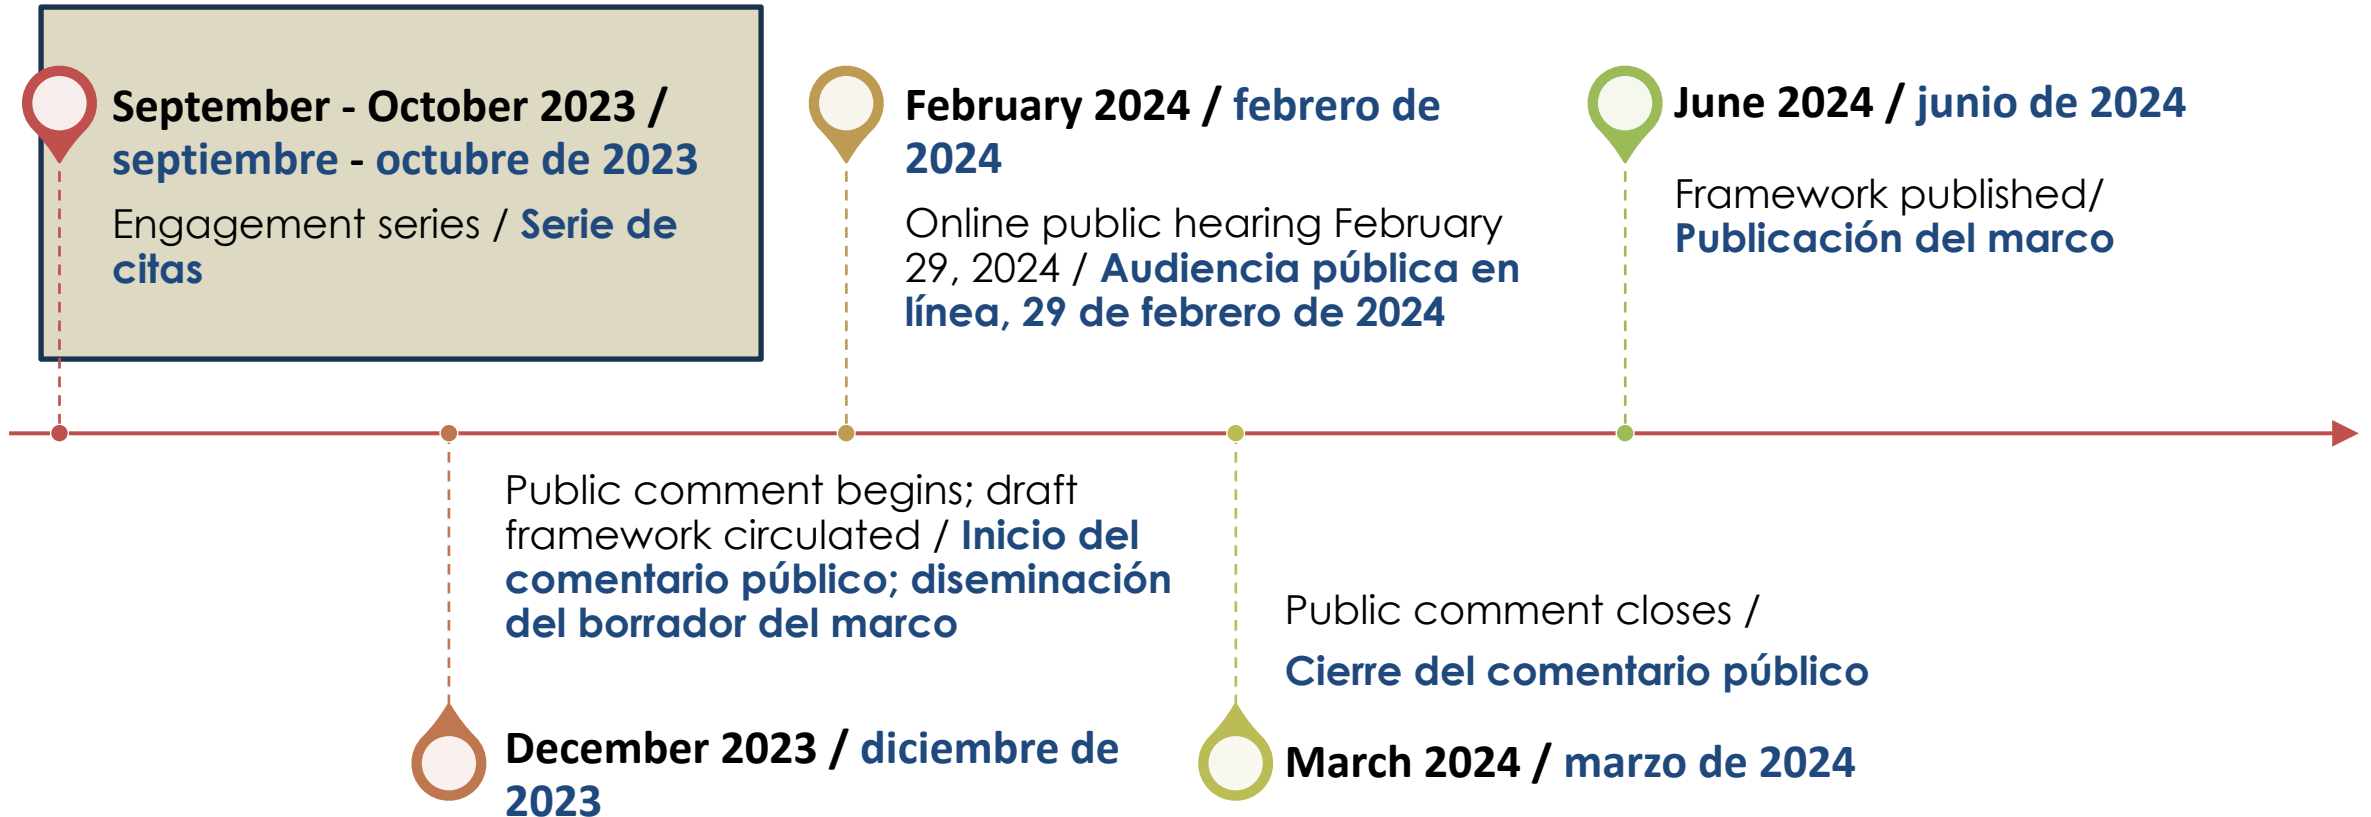 September - October 2023 /
septiembre - octubre de 2023
Engagement series / Serie de
citas
Public comment begins; draft
framework circulated / Inicio del
comentario público; diseminación
del borrador del marco
December 2023 / diciembre de
2023
February 2024 / febrero de
2024
Online public hearing February
29, 2024 / Audiencia pública en
línea, 29 de febrero de 2024
Public comment closes /
Cierre del comentario público
March 2024 / marzo de 2024
June 2024 / junio de 2024
Framework published/
Publicación del marco